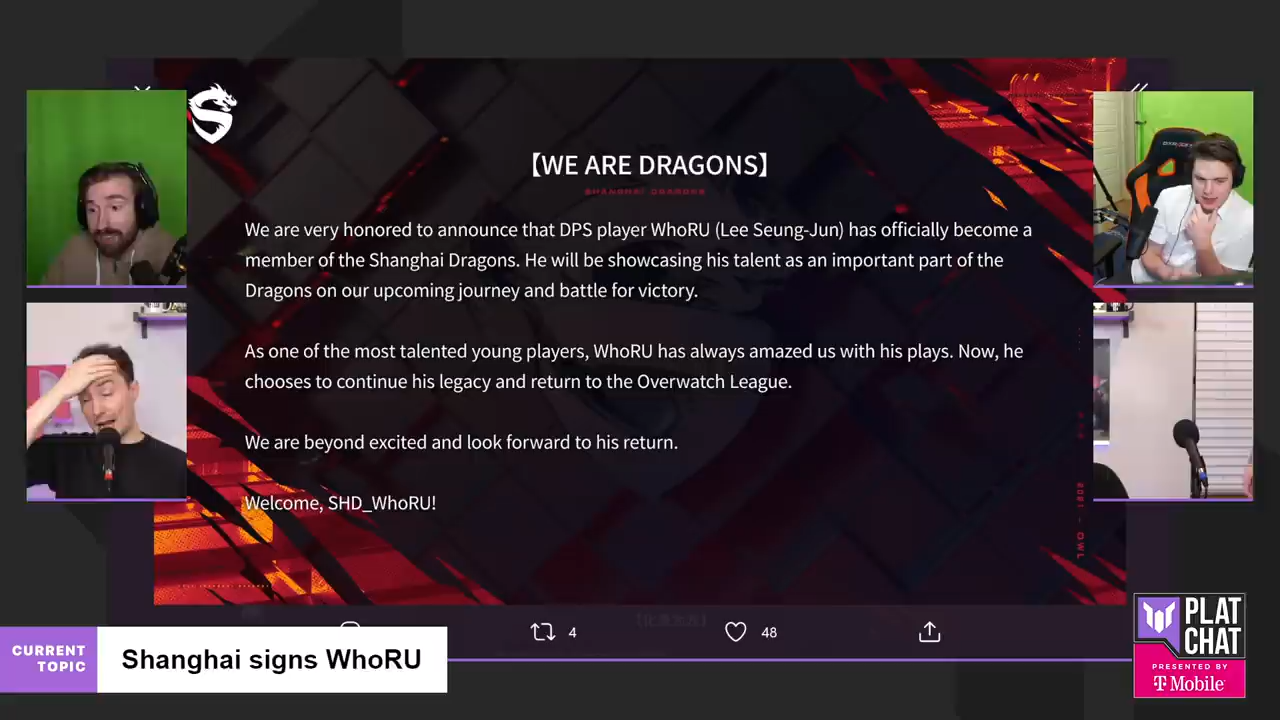 【WE ARE DRAGONS】
SHANGHAI DRAGONS
We are very honored to announce that DPS player WhoRU (Lee Seung-Jun) has officially become a
member of the Shanghai Dragons. He will be showcasing his talent as an important part of the
Dragons on our upcoming journey and battle for victory.
As one of the most talented young players, WhoRU has always amazed us with his plays. Now, he
chooses to continue his legacy and return to the Overwatch League.
We are beyond excited and look forward to his return.
Welcome, SHD_WhoRU!
2021 - OWL
4
48
CURRENT
TOPIC
Shanghai signs WhoRU
PLAT
CHAT
PRESENTED BY
T Mobile